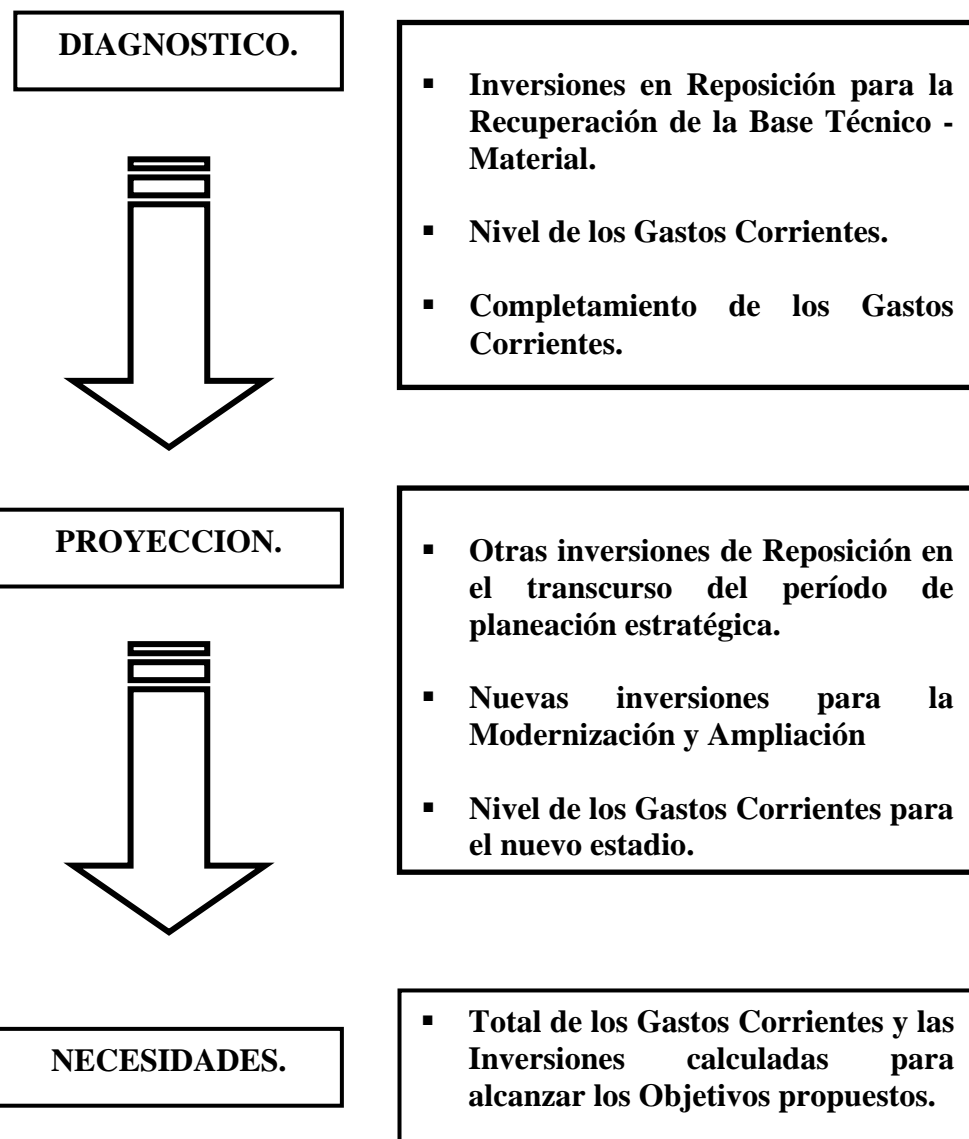 DIAGNOSTICO.
▪ Inversiones en Reposición para la
Recuperación de la Base Técnico -
Material.
▪ Nivel de los Gastos Corrientes.
▪ Completamiento de los Gastos
Corrientes.
PROYECCION.
▪ Otras inversiones de Reposición en
el transcurso del período de
planeación estratégica.
▪ Nuevas inversiones para la
Modernización y Ampliación
▪ Nivel de los Gastos Corrientes para
el nuevo estadio.
NECESIDADES.
▪ Total de los Gastos Corrientes y las
Inversiones calculadas para
alcanzar los Objetivos propuestos.